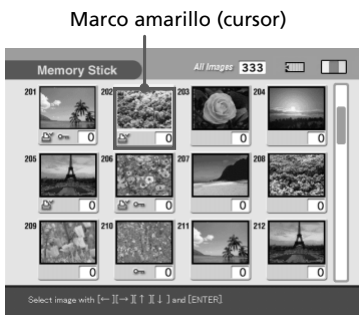 Marco amarillo (cursor)
Memory Stick
All Images 333
201 202 203 204
0 0 0 0
205 206 207 208
0 0 0 0
209 210 211 212
0 0 0 0
Select image with [← ][→ ][ ↑ ][ ↓ ] and [ENTER]